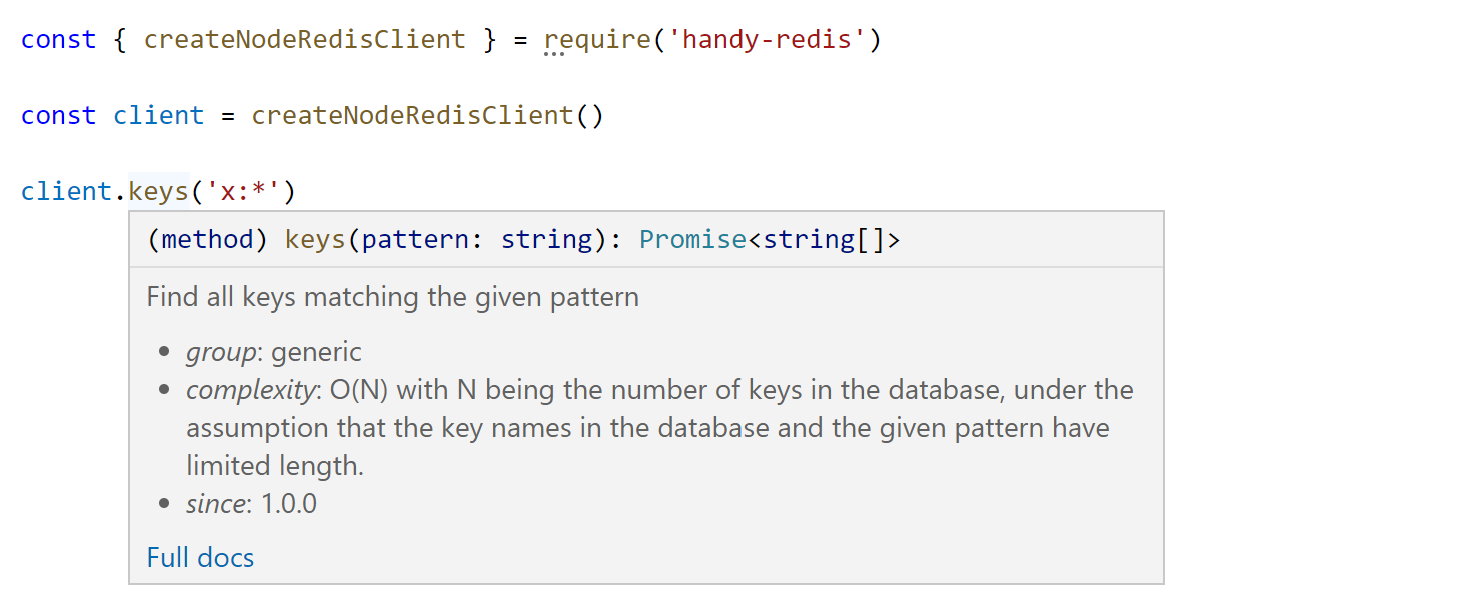 const { createNodeRedisClient } = require('handy-redis')
const client = createNodeRedisClient()
client.keys('x:*')
(method) keys(pattern: string): Promise<string[]>
Find all keys matching the given pattern
• group: generic
• complexity: O(N) with N being the number of keys in the database, under the
assumption that the key names in the database and the given pattern have
limited length.
• since: 1.0.0
Full docs